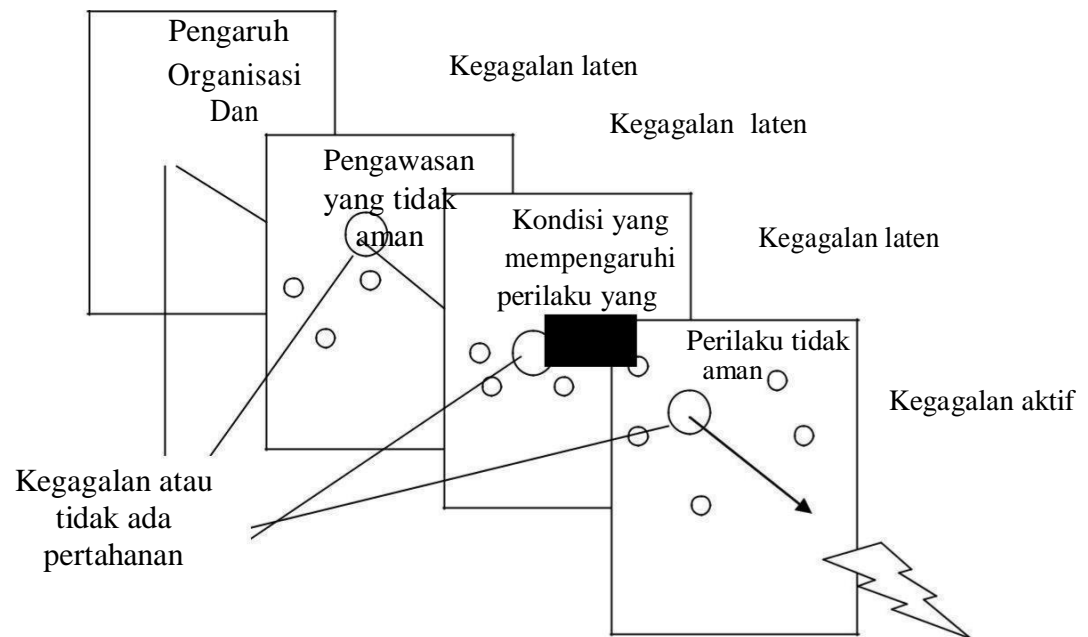 Pengaruh
Organisasi
Dan
Kegagalan laten
Kegagalan laten
Pengawasan
yang tidak
aman
Kondisi yang
mempengaruhi
perilaku yang
Kegagalan laten
Perilaku tidak
aman
Kegagalan aktif
Kegagalan atau
tidak ada
pertahanan